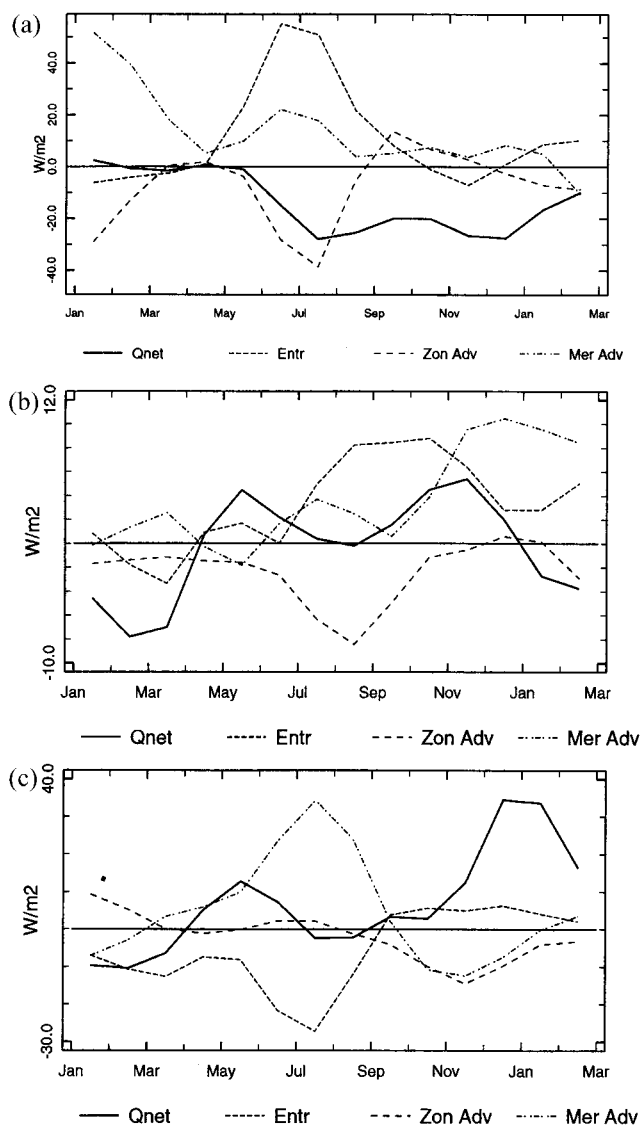 (a)
40.0
20.0
0.0
-20.0
-40.0
W/m2
Jan Mar May Jul Sep Nov Jan Mar
Qnet Entr Zon Adv Mer Adv
(b)
12.0
W/m2
-10.0
Jan Mar May Jul Sep Nov Jan Mar
Qnet Entr Zon Adv Mer Adv
(c)
40.0
W/m2
-30.0
Jan Mar May Jul Sep Nov Jan Mar
Qnet Entr Zon Adv Mer Adv